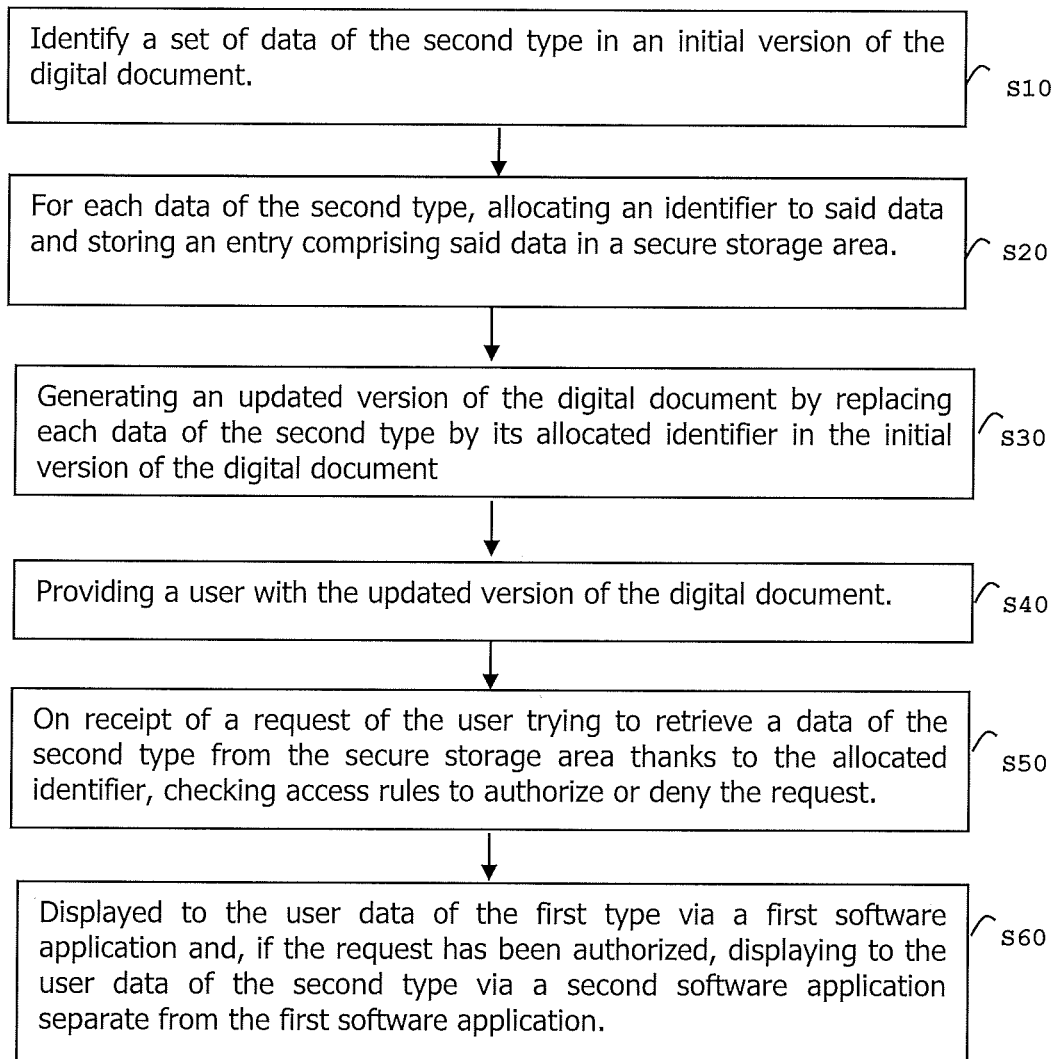 Identify a set of data of the second type in an initial version of the
digital document.
S10
For each data of the second type, allocating an identifier to said data
and storing an entry comprising said data in a secure storage area.
S20
Generating an updated version of the digital document by replacing
each data of the second type by its allocated identifier in the initial
version of the digital document
S30
Providing a user with the updated version of the digital document.
S40
On receipt of a request of the user trying to retrieve a data of the
second type from the secure storage area thanks to the allocated
identifier, checking access rules to authorize or deny the request.
S50
Displayed to the user data of the first type via a first software
application and, if the request has been authorized, displaying to the
user data of the second type via a second software application
separate from the first software application.
S60